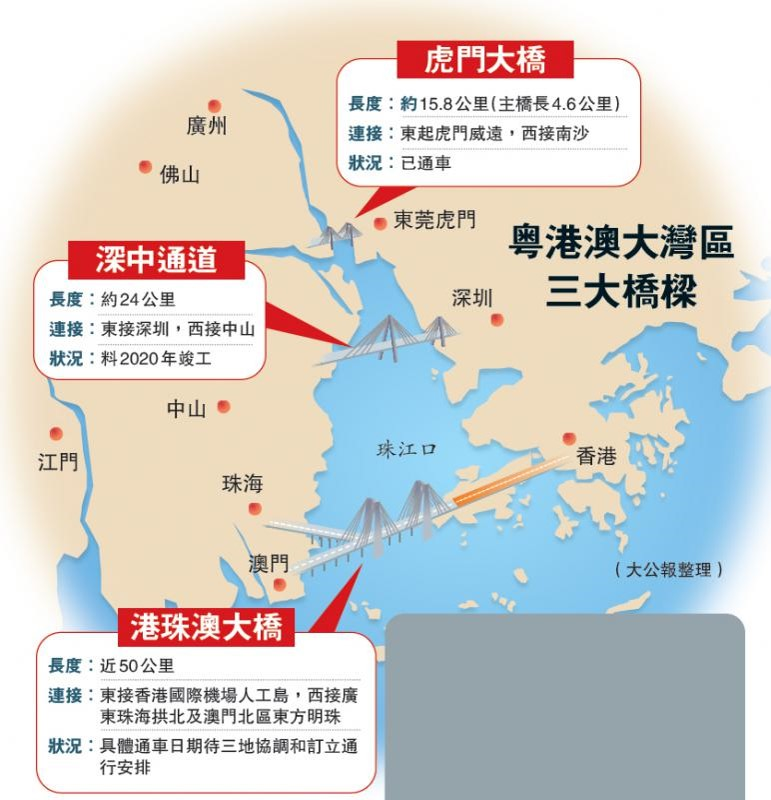 虎門大橋
長度：約15.8公里(主橋長4.6公里)
連接：東起虎門威遠，西接南沙
狀況：已通車
廣州
佛山
東莞虎門
粵港澳大灣區
三大橋樑
深中通道
長度：約24公里
連接：東接深圳，西接中山
狀況：料2020年竣工
深圳
中山
江門
珠江口
香港
珠海
澳門
(大公報整理)
港珠澳大橋
長度：近50公里
連接：東接香港國際機場人工島，西接廣
東珠海拱北及澳門北區東方明珠
狀況：具體通車日期待三地協調和訂立通
行安排